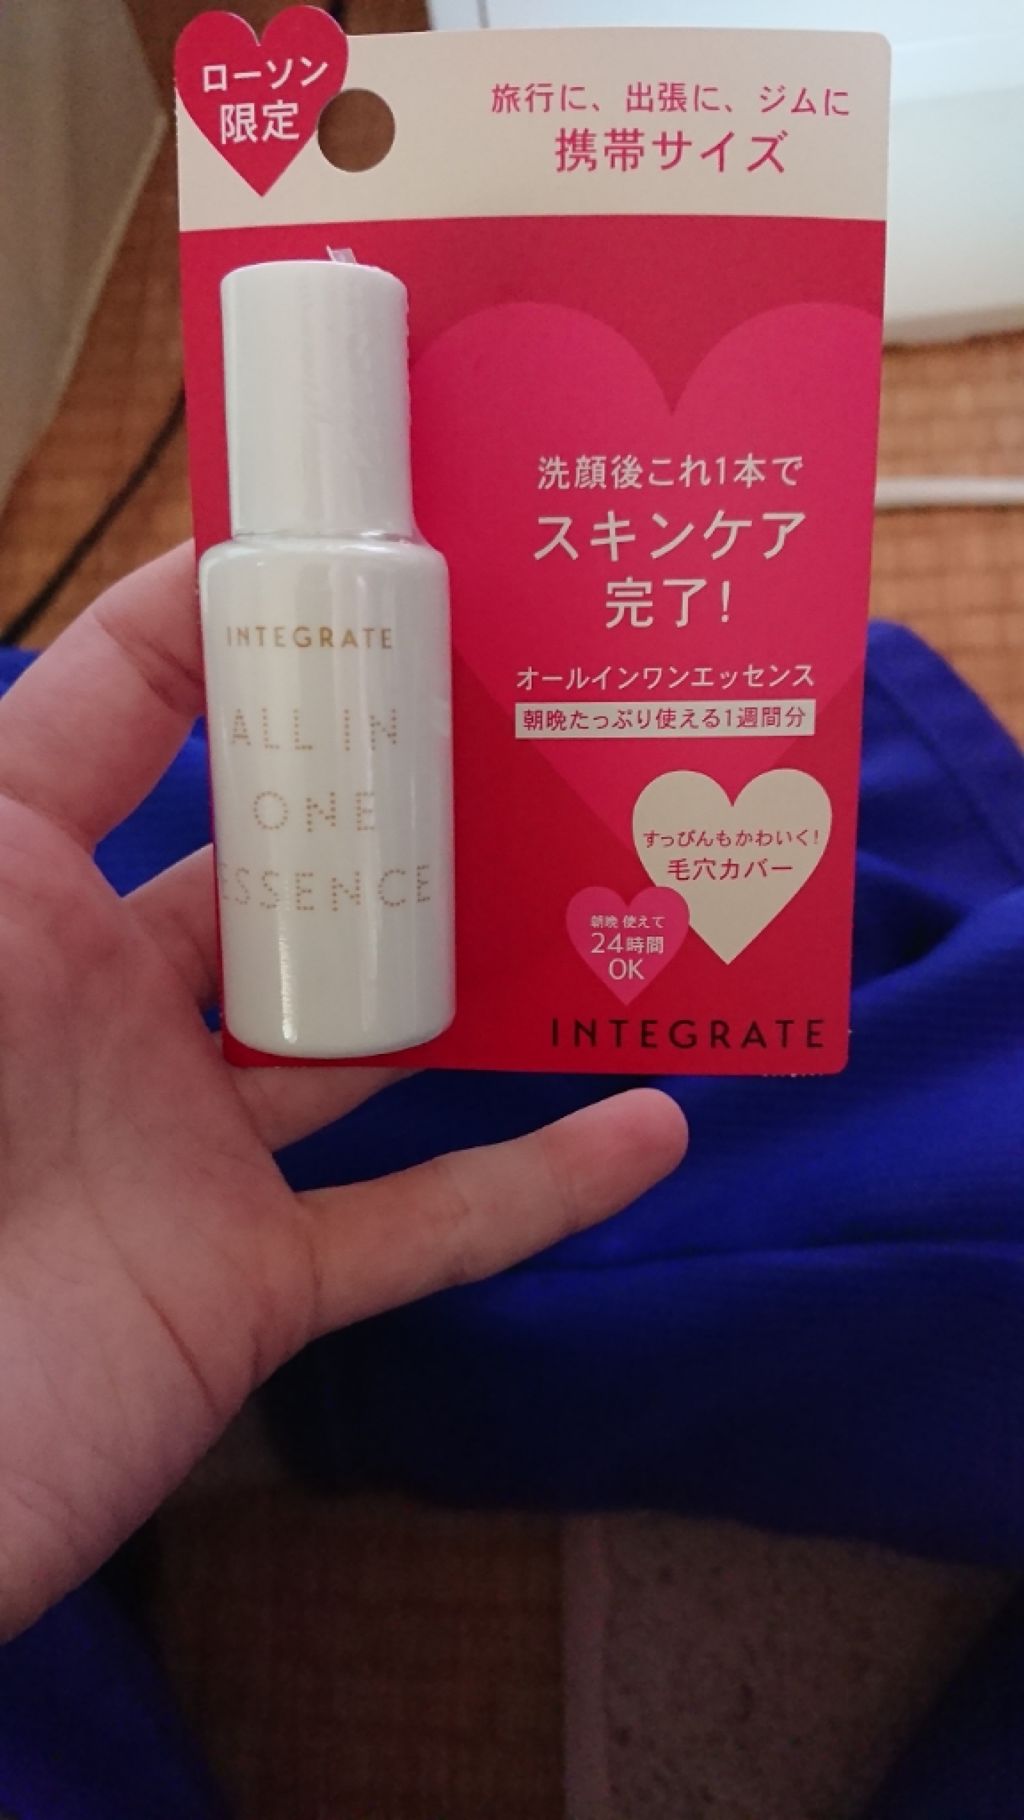 ローソン
限定
旅行に、出張に、ジムに
携帯サイズ
洗顔後これ1本で
スキンケア
完了!
オールインワンエッセンス
朝晩たっぷり使える1週間分
すっぴんもかわいく!
毛穴カバー
朝晩 使えて
24時間
OK
INTEGRATE
INTEGRATE
ALL IN
ONE
ESSENCE